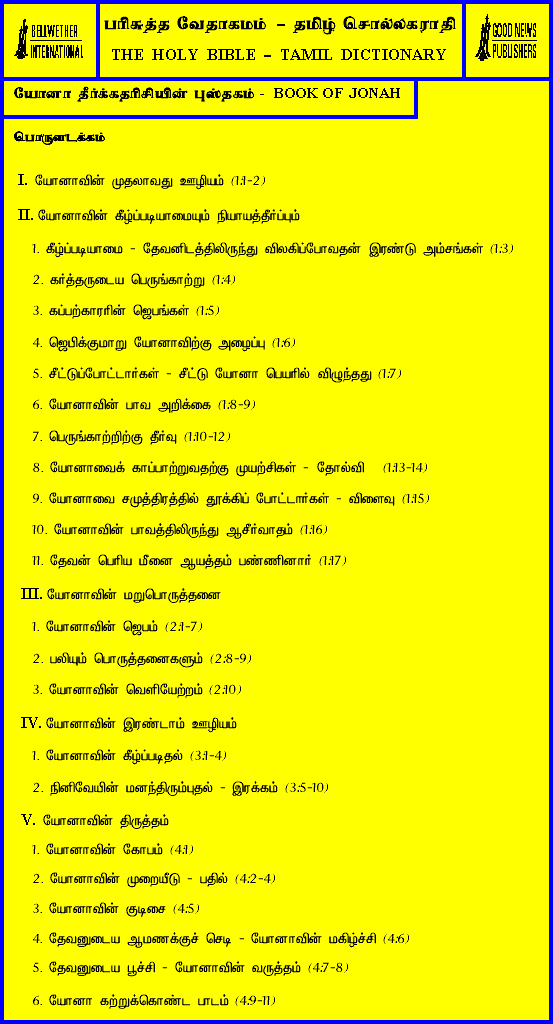 BELLWETHER
INTERNATIONAL
பரிசுத்த வேதாகமம் – தமிழ் சொல்லகராதி
THE HOLY BIBLE – TAMIL DICTIONARY
GOOD NEWS
PUBLISHERS
யோனா தீர்க்கதரிசியின் புஸ்தகம் - BOOK OF JONAH
பொருளடக்கம்
I. யோனாவின் முதலாவது ஊழியம் (1:1-2)
II. யோனாவின் கீழ்ப்படியாமையும் நியாயத்தீர்ப்பும்
1. கீழ்ப்படியாமை - தேவனிடத்திலிருந்து விலகிப்போவதன் இரண்டு அம்சங்கள் (1:3)
2. கர்த்தருடைய பெருங்காற்று (1:4)
3. கப்பற்காரரின் ஜெபங்கள் (1:5)
4. ஜெபிக்குமாறு யோனாவிற்கு அழைப்பு (1:6)
5. சீட்டுப்போட்டார்கள் - சீட்டு யோனா பெயரில் விழுந்தது (1:7)
6. யோனாவின் பாவ அறிக்கை (1:8-9)
7. பெருங்காற்றிற்கு தீர்வு (1:10-12)
8. யோனாவைக் காப்பாற்றுவதற்கு முயற்சிகள் - தோல்வி (1:13-14)
9. யோனாவை சமுத்திரத்தில் தூக்கிப் போட்டார்கள் - விளைவு (1:15)
10. யோனாவின் பாவத்திலிருந்து ஆசீர்வாதம் (1:16)
11. தேவன் பெரிய மீனை ஆயத்தம் பண்ணினார் (1:17)
III. யோனாவின் மறுபொருத்தனை
1. யோனாவின் ஜெபம் (2:1-7)
2. பலியும் பொருத்தனைகளும் (2:8-9)
3. யோனாவின் வெளியேற்றம் (2:10)
IV. யோனாவின் இரண்டாம் ஊழியம்
1. யோனாவின் கீழ்ப்படிதல் (3:1-4)
2. நினிவேயின் மனந்திரும்புதல் - இரக்கம் (3:5-10)
V. யோனாவின் திருத்தம்
1. யோனாவின் கோபம் (4:1)
2. யோனாவின் முறையீடு - பதில் (4:2-4)
3. யோனாவின் குடிசை (4:5)
4. தேவனுடைய ஆமணக்குச் செடி - யோனாவின் மகிழ்ச்சி (4:6)
5. தேவனுடைய பூச்சி - யோனாவின் வருத்தம் (4:7-8)
6. யோனா கற்றுக்கொண்ட பாடம் (4:9-11)